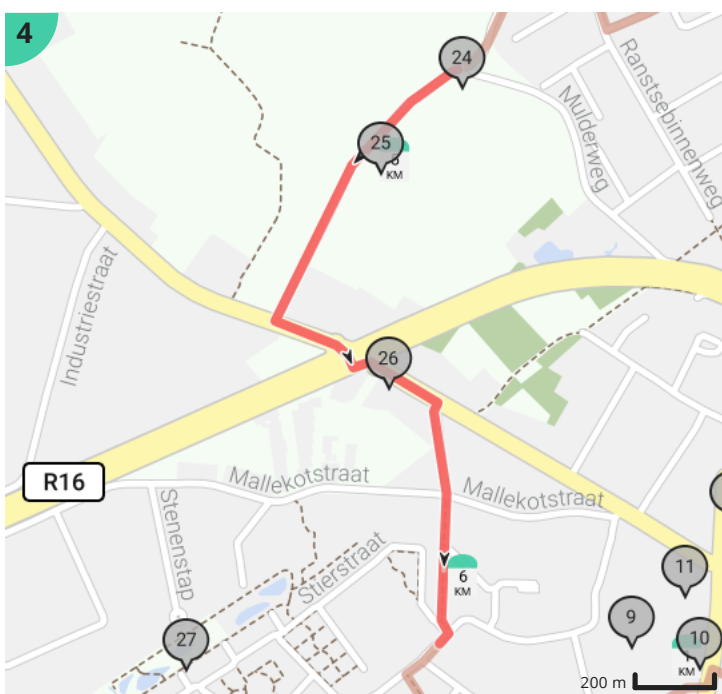 4
24
Ranstsebinnenweg
Mulderweg
25
KM
Industriestraat
26
R16
Mallekotstraat
Mallekotstraat
Stenenstap
Stierstraat
6
KM
11
9
10
27
KM
200 m